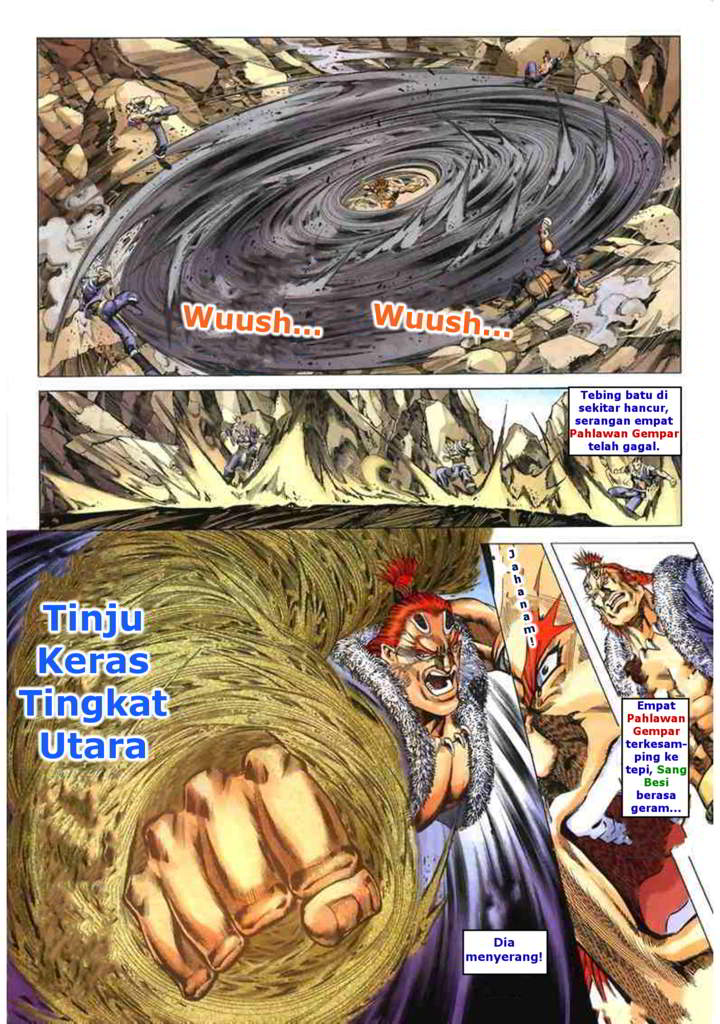 Wuush... Wuush...
Tebing batu di
sekitar hancur,
serangan empat
Pahlawan Gempar
telah gagal.
Jahanam!
Empat
Pahlawan
Gempar
terkesam-
ping ke
tepi, Sang
Besi
berasa
geram...
Tinju
Keras
Tingkat
Utara
Dia
menyerang!